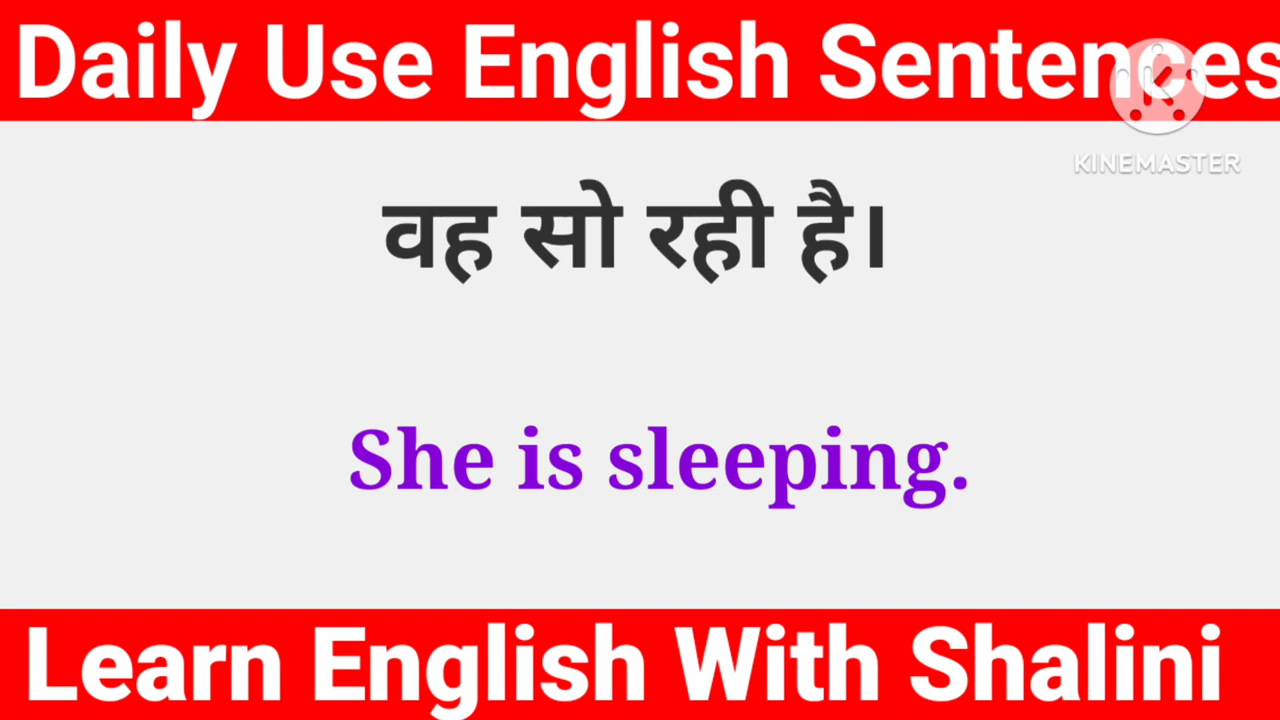 Daily Use English Sentences
KINEMASTER
वह सो रही है।
She is sleeping.
Learn English With Shalini